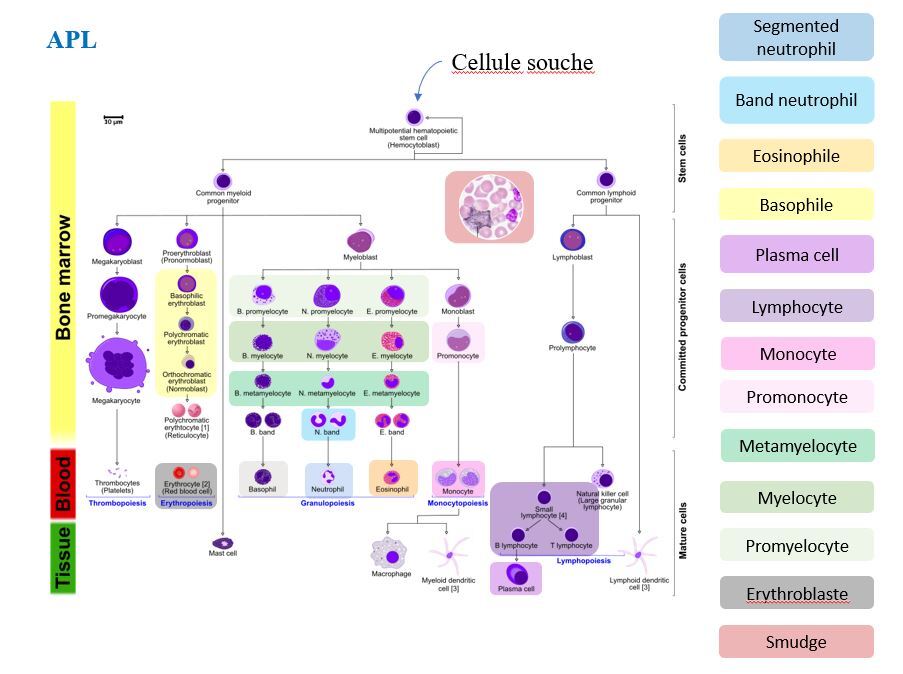 APL
Cellule souche
10 μm
Multipotential hematopoietic
stem cell
(Hemocytoblast)
Common myeloid
progenitor
Common lymphoid
progenitor
Megakaryoblast
Proerythroblast
(Pronormoblast)
Myeloblast
Lymphoblast
Promegakaryocyte
Basophilic
erythroblast
B. promyelocyte
N. promyelocyte
E. promyelocyte
Monoblast
Polychromatic
erythroblast
B. myelocyte
N. myelocyte
E. myelocyte
Promonocyte
Prolymphocyte
Megakaryocyte
Orthochromatic
erythroblast
(Normoblast)
B. metamyelocyte
N. metamyelocyte
E. metamyelocyte
Polychromatic
erythtocyte [1]
(Reticulocyte)
B. band
N. band
E. band
Thrombocytes
(Platelets)
Erythrocyte [2]
(Red blood cell)
Basophil
Neutrophil
Eosinophil
Monocyte
Natural killer cell
(Large granular
lymphocyte)
Small
lymphocyte [4]
Thrombopoiesis
Erythropoiesis
Granulopoiesis
Monocytopoiesis
B lymphocyte
T lymphocyte
Lymphopoiesis
Mast cell
Macrophage
Myeloid dendritic
cell [3]
Plasma cell
Lymphoid dendritic
cell [3]
Bone marrow
Blood
Tissue
Stem cells
Committed progenitor cells
Mature cells
Segmented
neutrophil
Band neutrophil
Eosinophile
Basophile
Plasma cell
Lymphocyte
Monocyte
Promonocyte
Metamyelocyte
Myelocyte
Promyelocyte
Erythroblaste
Smudge